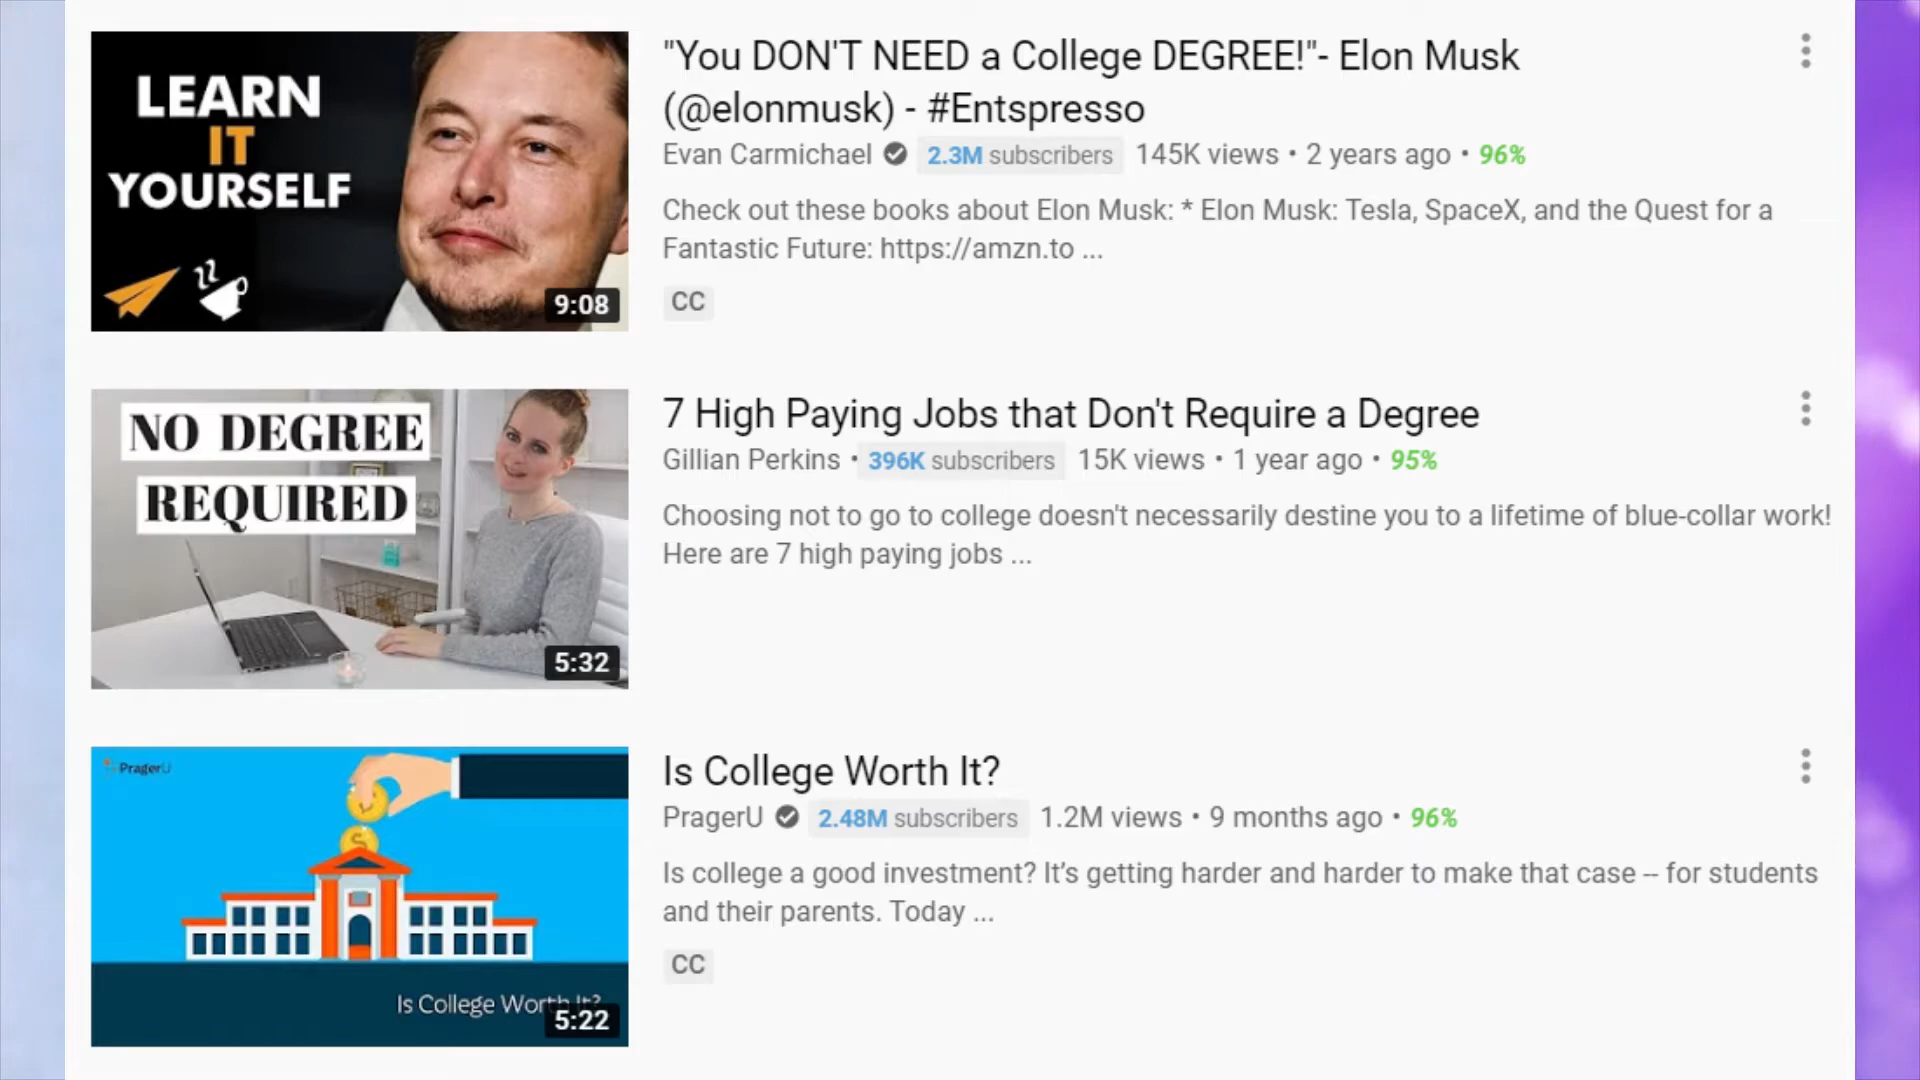 LEARN
IT
YOURSELF
9:08
"You DON'T NEED a College DEGREE!"- Elon Musk
(@elonmusk) - #Entspresso
Evan Carmichael 2.3M subscribers 145K views • 2 years ago • 96%
Check out these books about Elon Musk: * Elon Musk: Tesla, SpaceX, and the Quest for a
Fantastic Future: https://amzn.to ...
CC
NO DEGREE
REQUIRED
5:32
7 High Paying Jobs that Don't Require a Degree
Gillian Perkins • 396K subscribers 15K views • 1 year ago • 95%
Choosing not to go to college doesn't necessarily destine you to a lifetime of blue-collar work!
Here are 7 high paying jobs ...
PragerU
Is College Worth It?
5:22
Is College Worth It?
PragerU 2.48M subscribers 1.2M views • 9 months ago • 96%
Is college a good investment? It’s getting harder and harder to make that case -- for students
and their parents. Today ...
CC